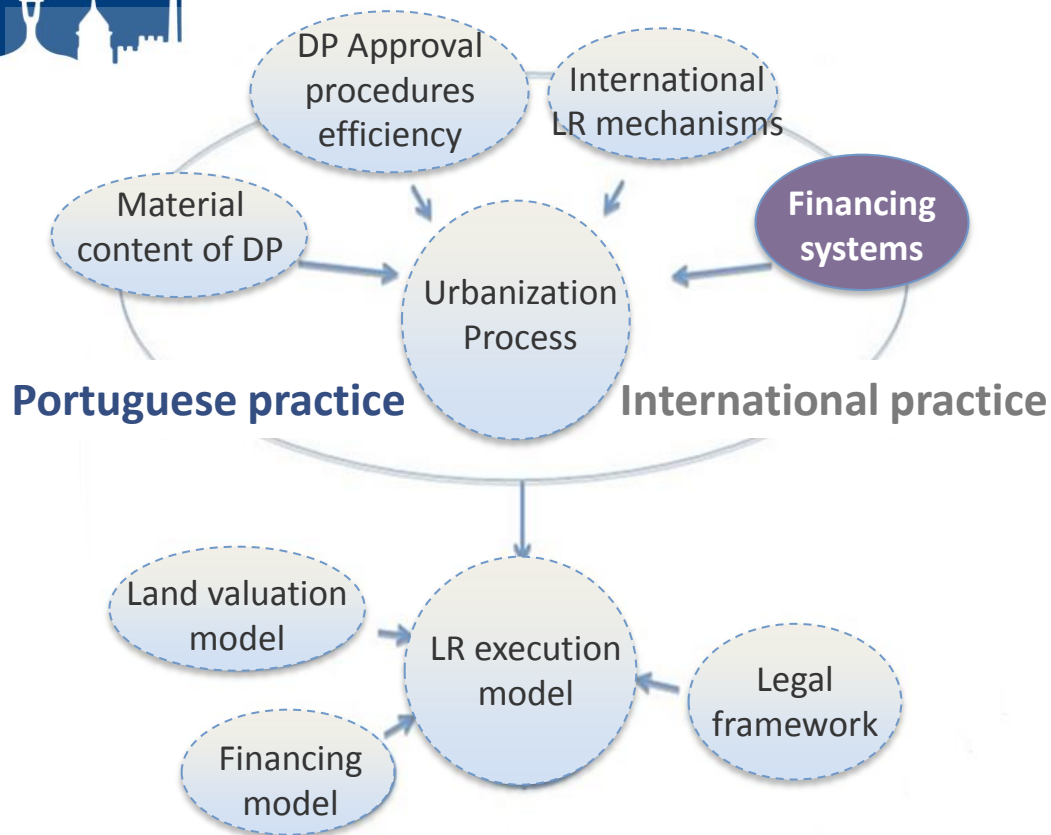 DP Approval
procedures
efficiency
International
LR mechanisms
Material
content of DP
Financing
systems
Urbanization
Process
Portuguese practice
International practice
Land valuation
model
LR execution
model
Legal
framework
Financing
model